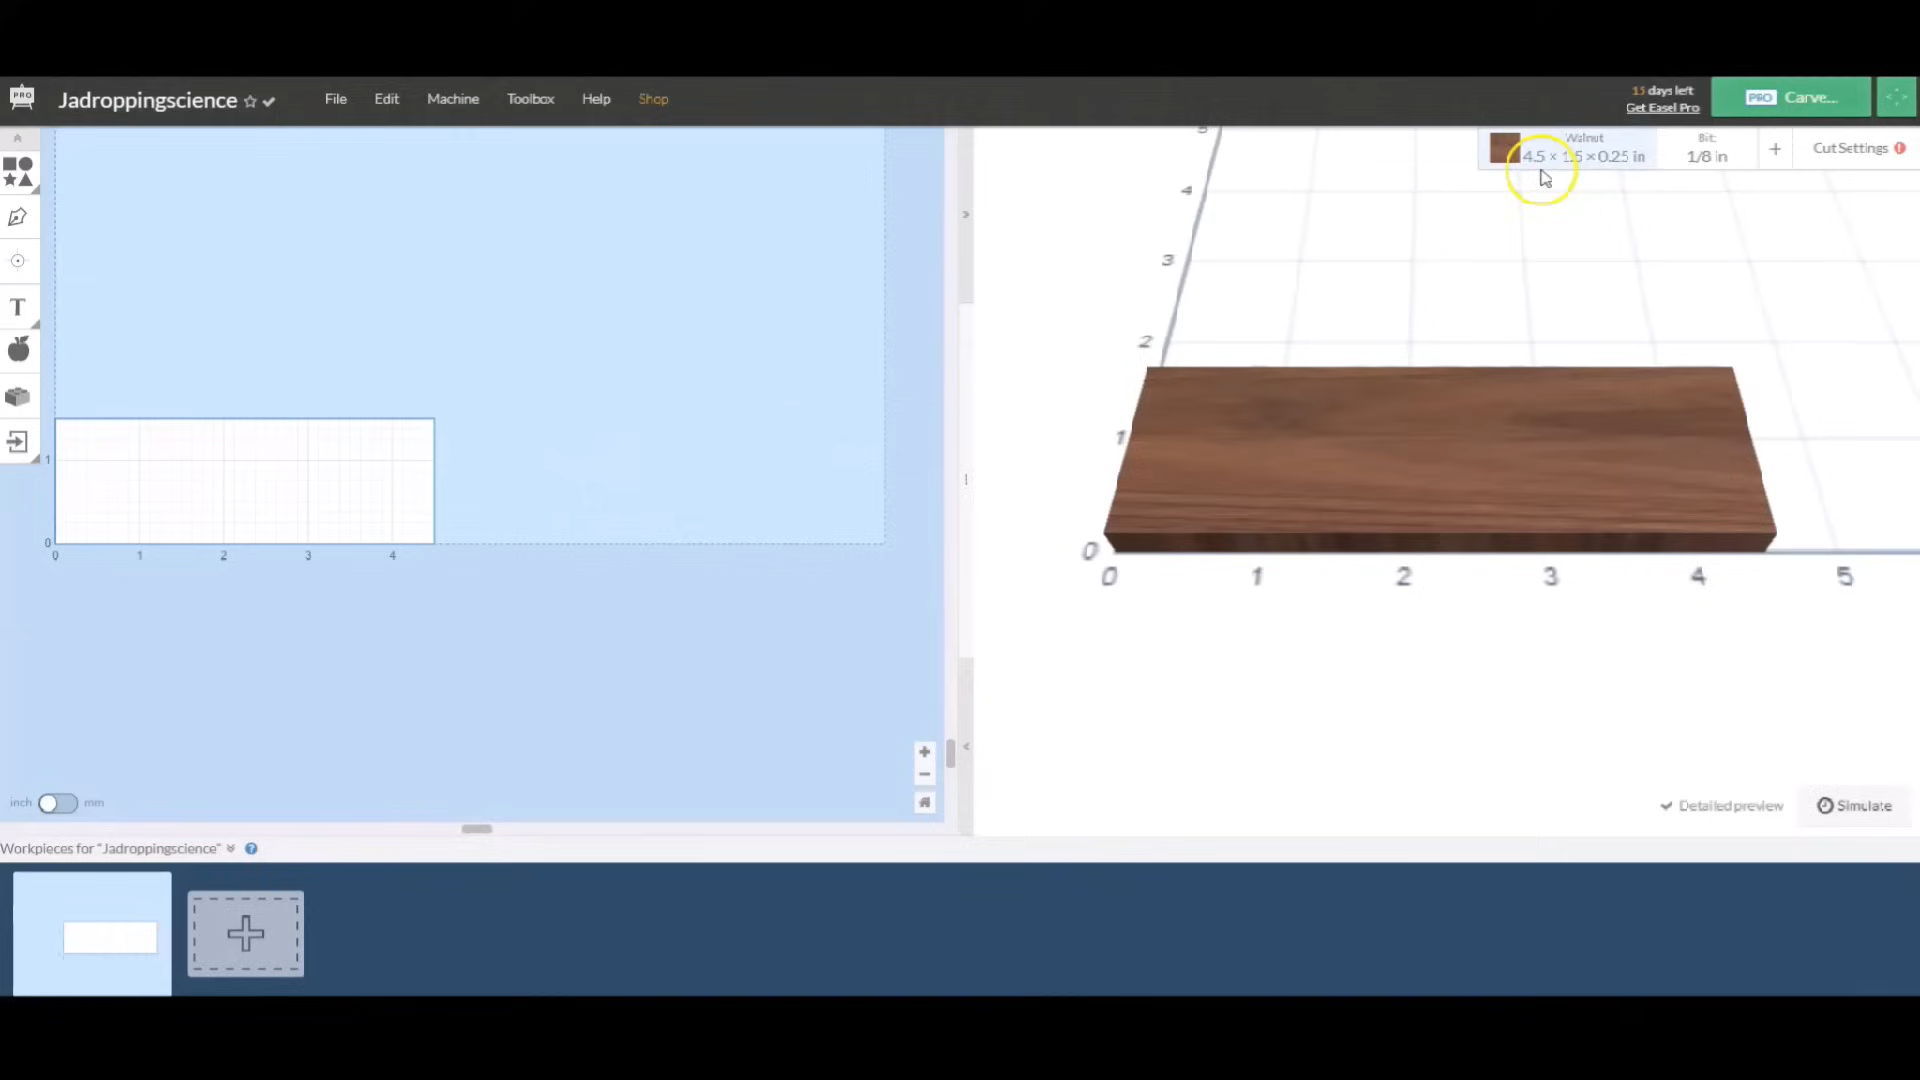 PRO
Jadroppingscience
File Edit Machine Toolbox Help Shop
15 days left
Get Easel Pro
PRO Carve...
Walnut
4.5 × 1.5 × 0.25 in
Bit:
1/8 in
+
Cut Settings
T
1
0
0 1 2 3 4
5
4
3
2
1
0
0 1 2 3 4 5
inch mm
Detailed preview
Simulate
Workpieces for "Jadroppingscience"
?